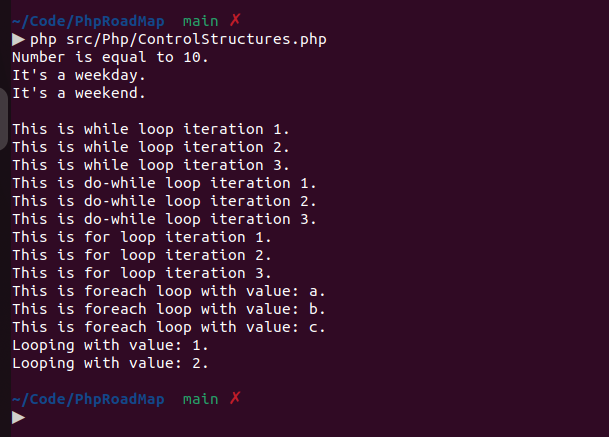 ~/Code/PhpRoadMap main ✗
▶ php src/Php/ControlStructures.php
Number is equal to 10.
It's a weekday.
It's a weekend.
This is while loop iteration 1.
This is while loop iteration 2.
This is while loop iteration 3.
This is do-while loop iteration 1.
This is do-while loop iteration 2.
This is do-while loop iteration 3.
This is for loop iteration 1.
This is for loop iteration 2.
This is for loop iteration 3.
This is foreach loop with value: a.
This is foreach loop with value: b.
This is foreach loop with value: c.
Looping with value: 1.
Looping with value: 2.
~/Code/PhpRoadMap main ✗
▶